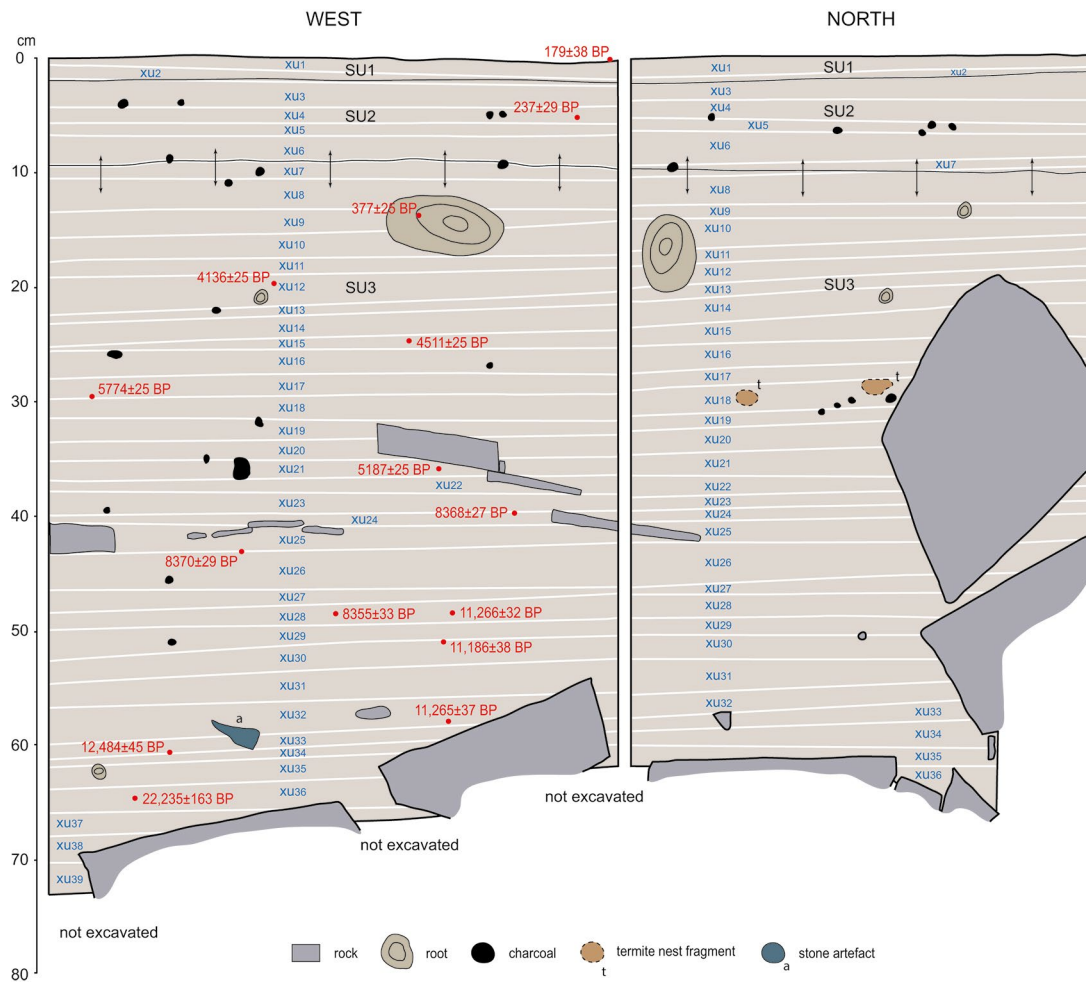 WEST
NORTH
cm
0
10
20
30
40
50
60
70
80
179±38 BP
xu1
SU1
xu2
xu3
237±29 BP
xu4
SU2
xu5
xu6
xu7
xu8
377±25 BP
xu9
xu10
xu11
4136±25 BP
xu12
SU3
xu13
xu14
xu15
4511±25 BP
xu16
5774±25 BP
xu17
xu18
xu19
xu20
xu21
5187±25 BP
xu22
xu23
8368±27 BP
xu24
xu25
8370±29 BP
xu26
xu27
xu28
8355±33 BP
11,266±32 BP
xu29
11,186±38 BP
xu30
xu31
xu32
a
11,265±37 BP
12,484±45 BP
xu33
xu34
xu35
xu36
22,235±163 BP
xu37
xu38
xu39
not excavated
not excavated
not excavated
xu1
SU1
xu2
xu3
xu4
SU2
xu5
xu6
xu7
xu8
xu9
xu10
xu11
xu12
xu13
SU3
xu14
xu15
xu16
xu17
t
t
xu18
xu19
xu20
xu21
xu22
xu23
xu24
xu25
xu26
xu27
xu28
xu29
xu30
xu31
xu32
xu33
xu34
xu35
xu36
rock
root
charcoal
termite nest fragment
t
stone artefact
a